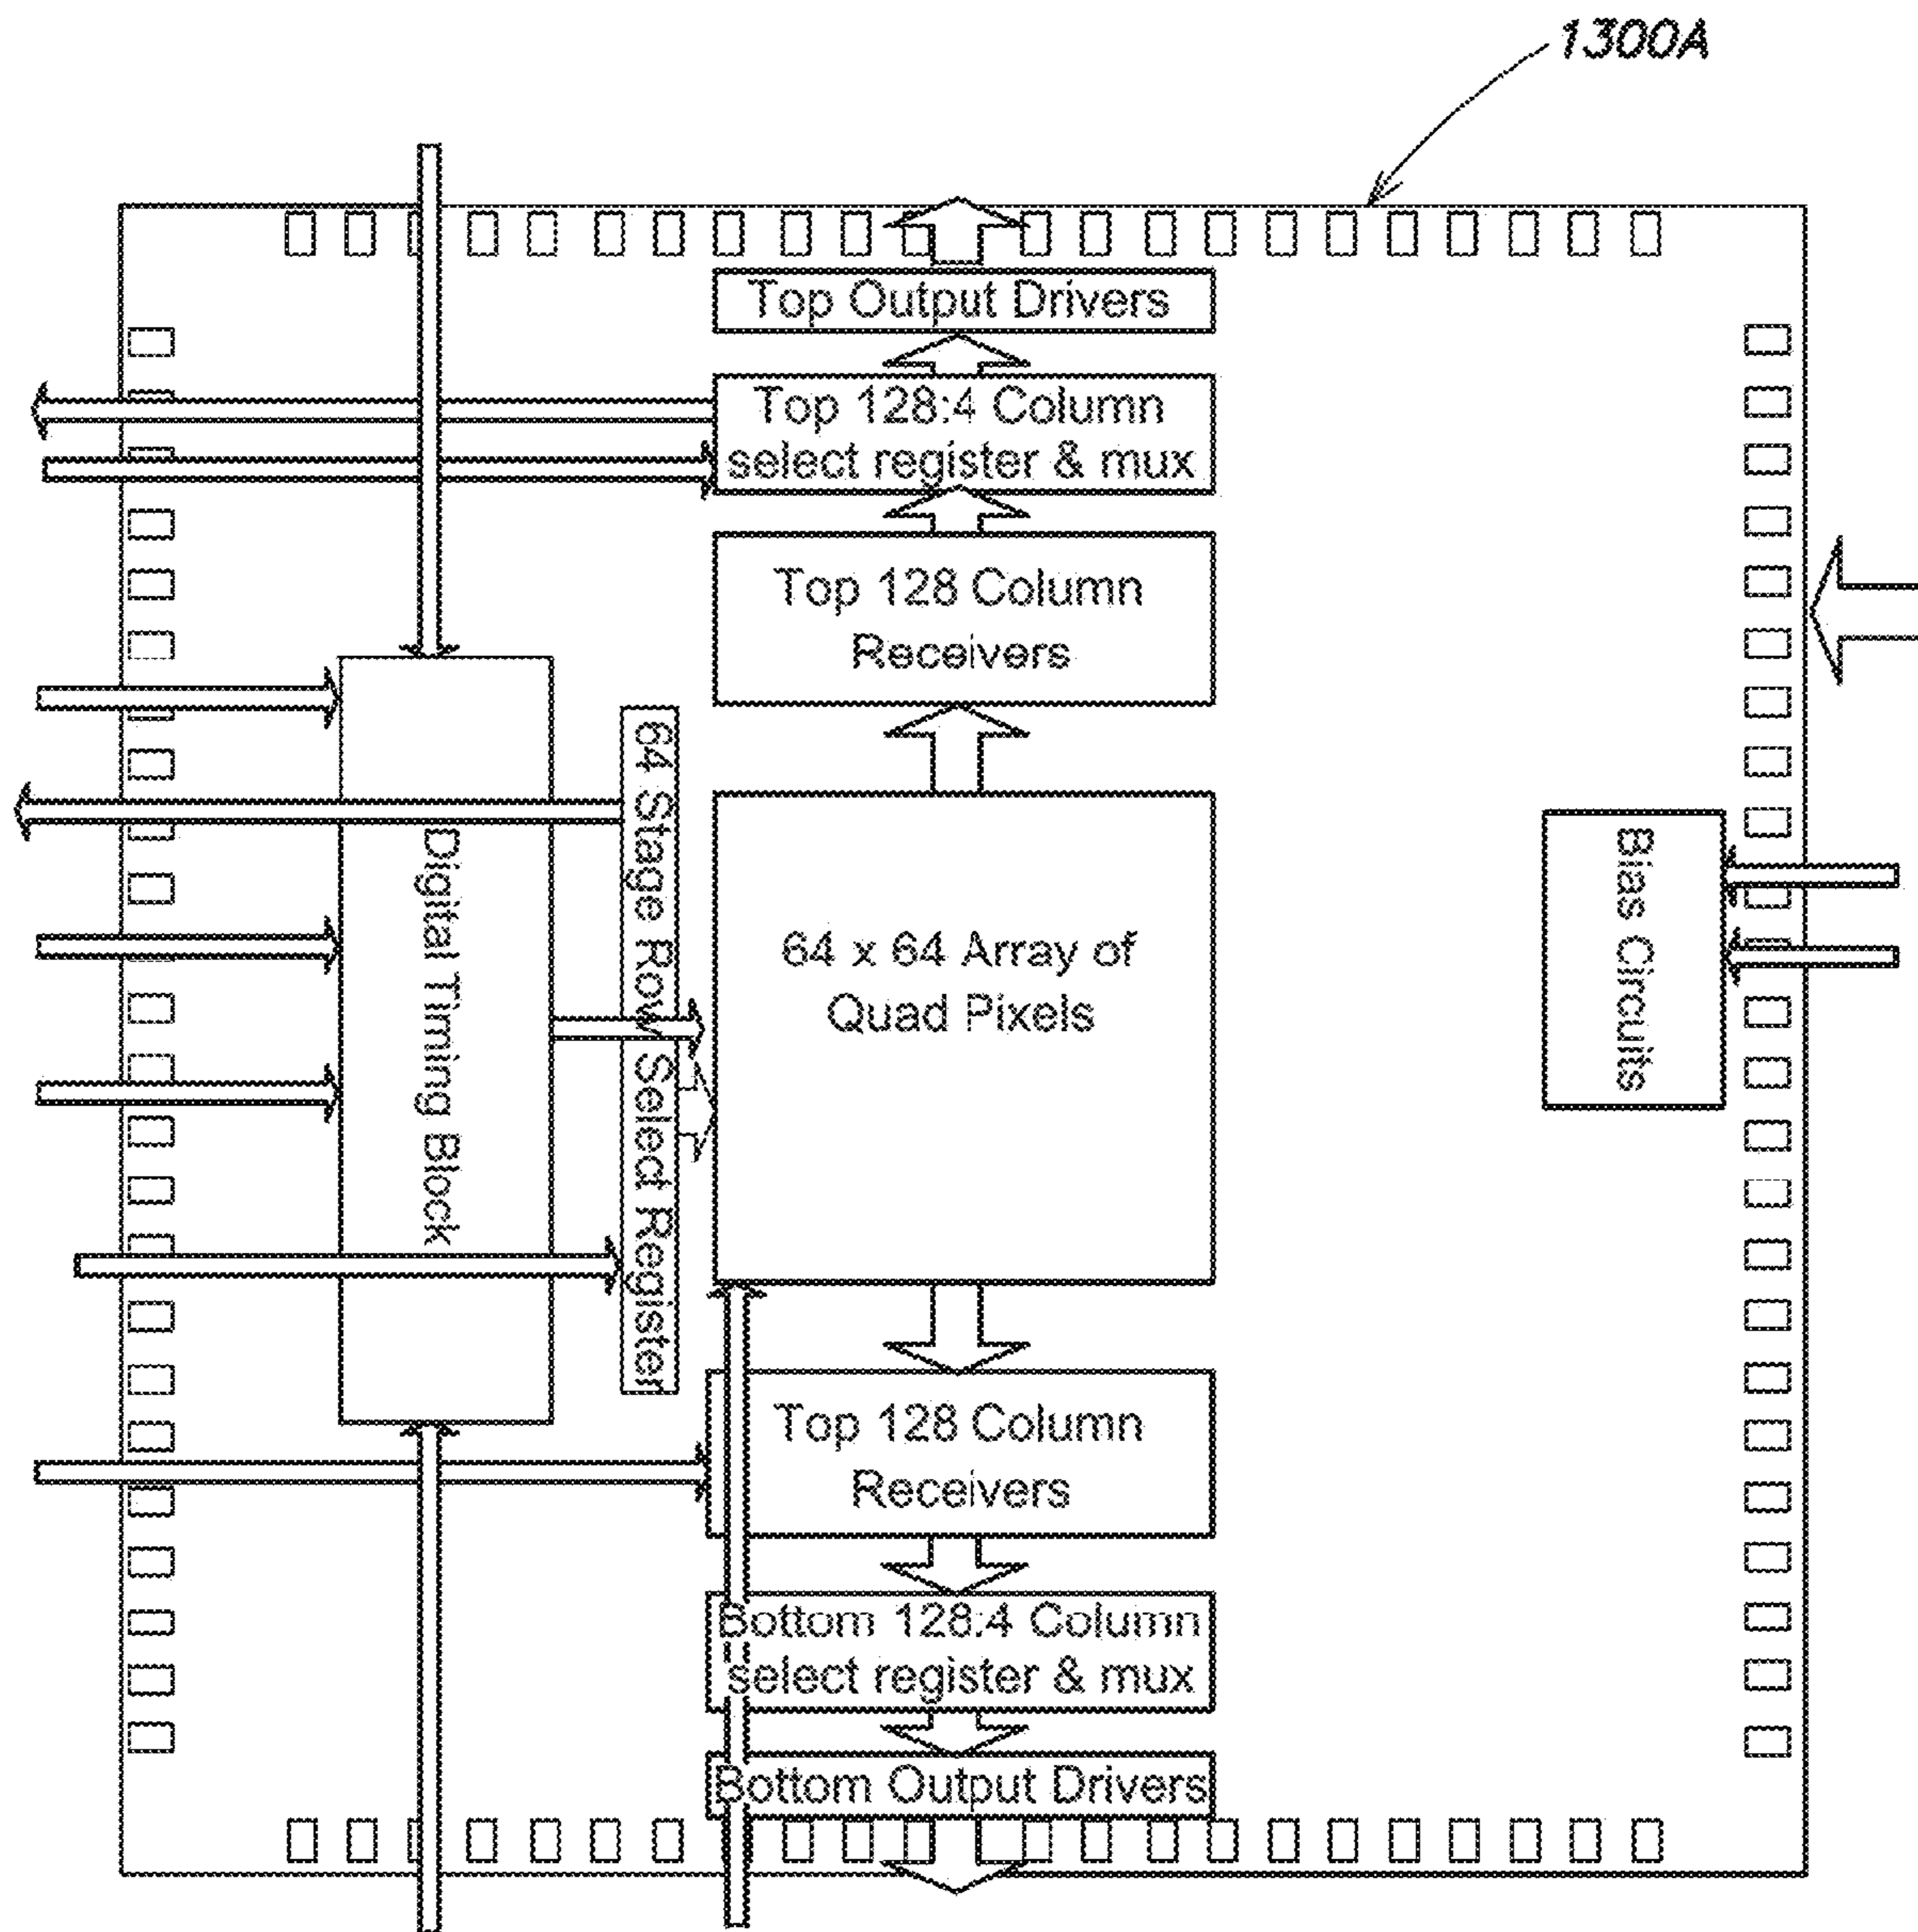 1300A
Top Output Drivers
Top 128:4 Column
select register & mux
Top 128 Column
Receivers
64 Stage Row Select Register
Digital Timing Block
64 x 64 Array of
Quad Pixels
Bias Circuits
Top 128 Column
Receivers
Bottom 128:4 Column
select register & mux
Bottom Output Drivers